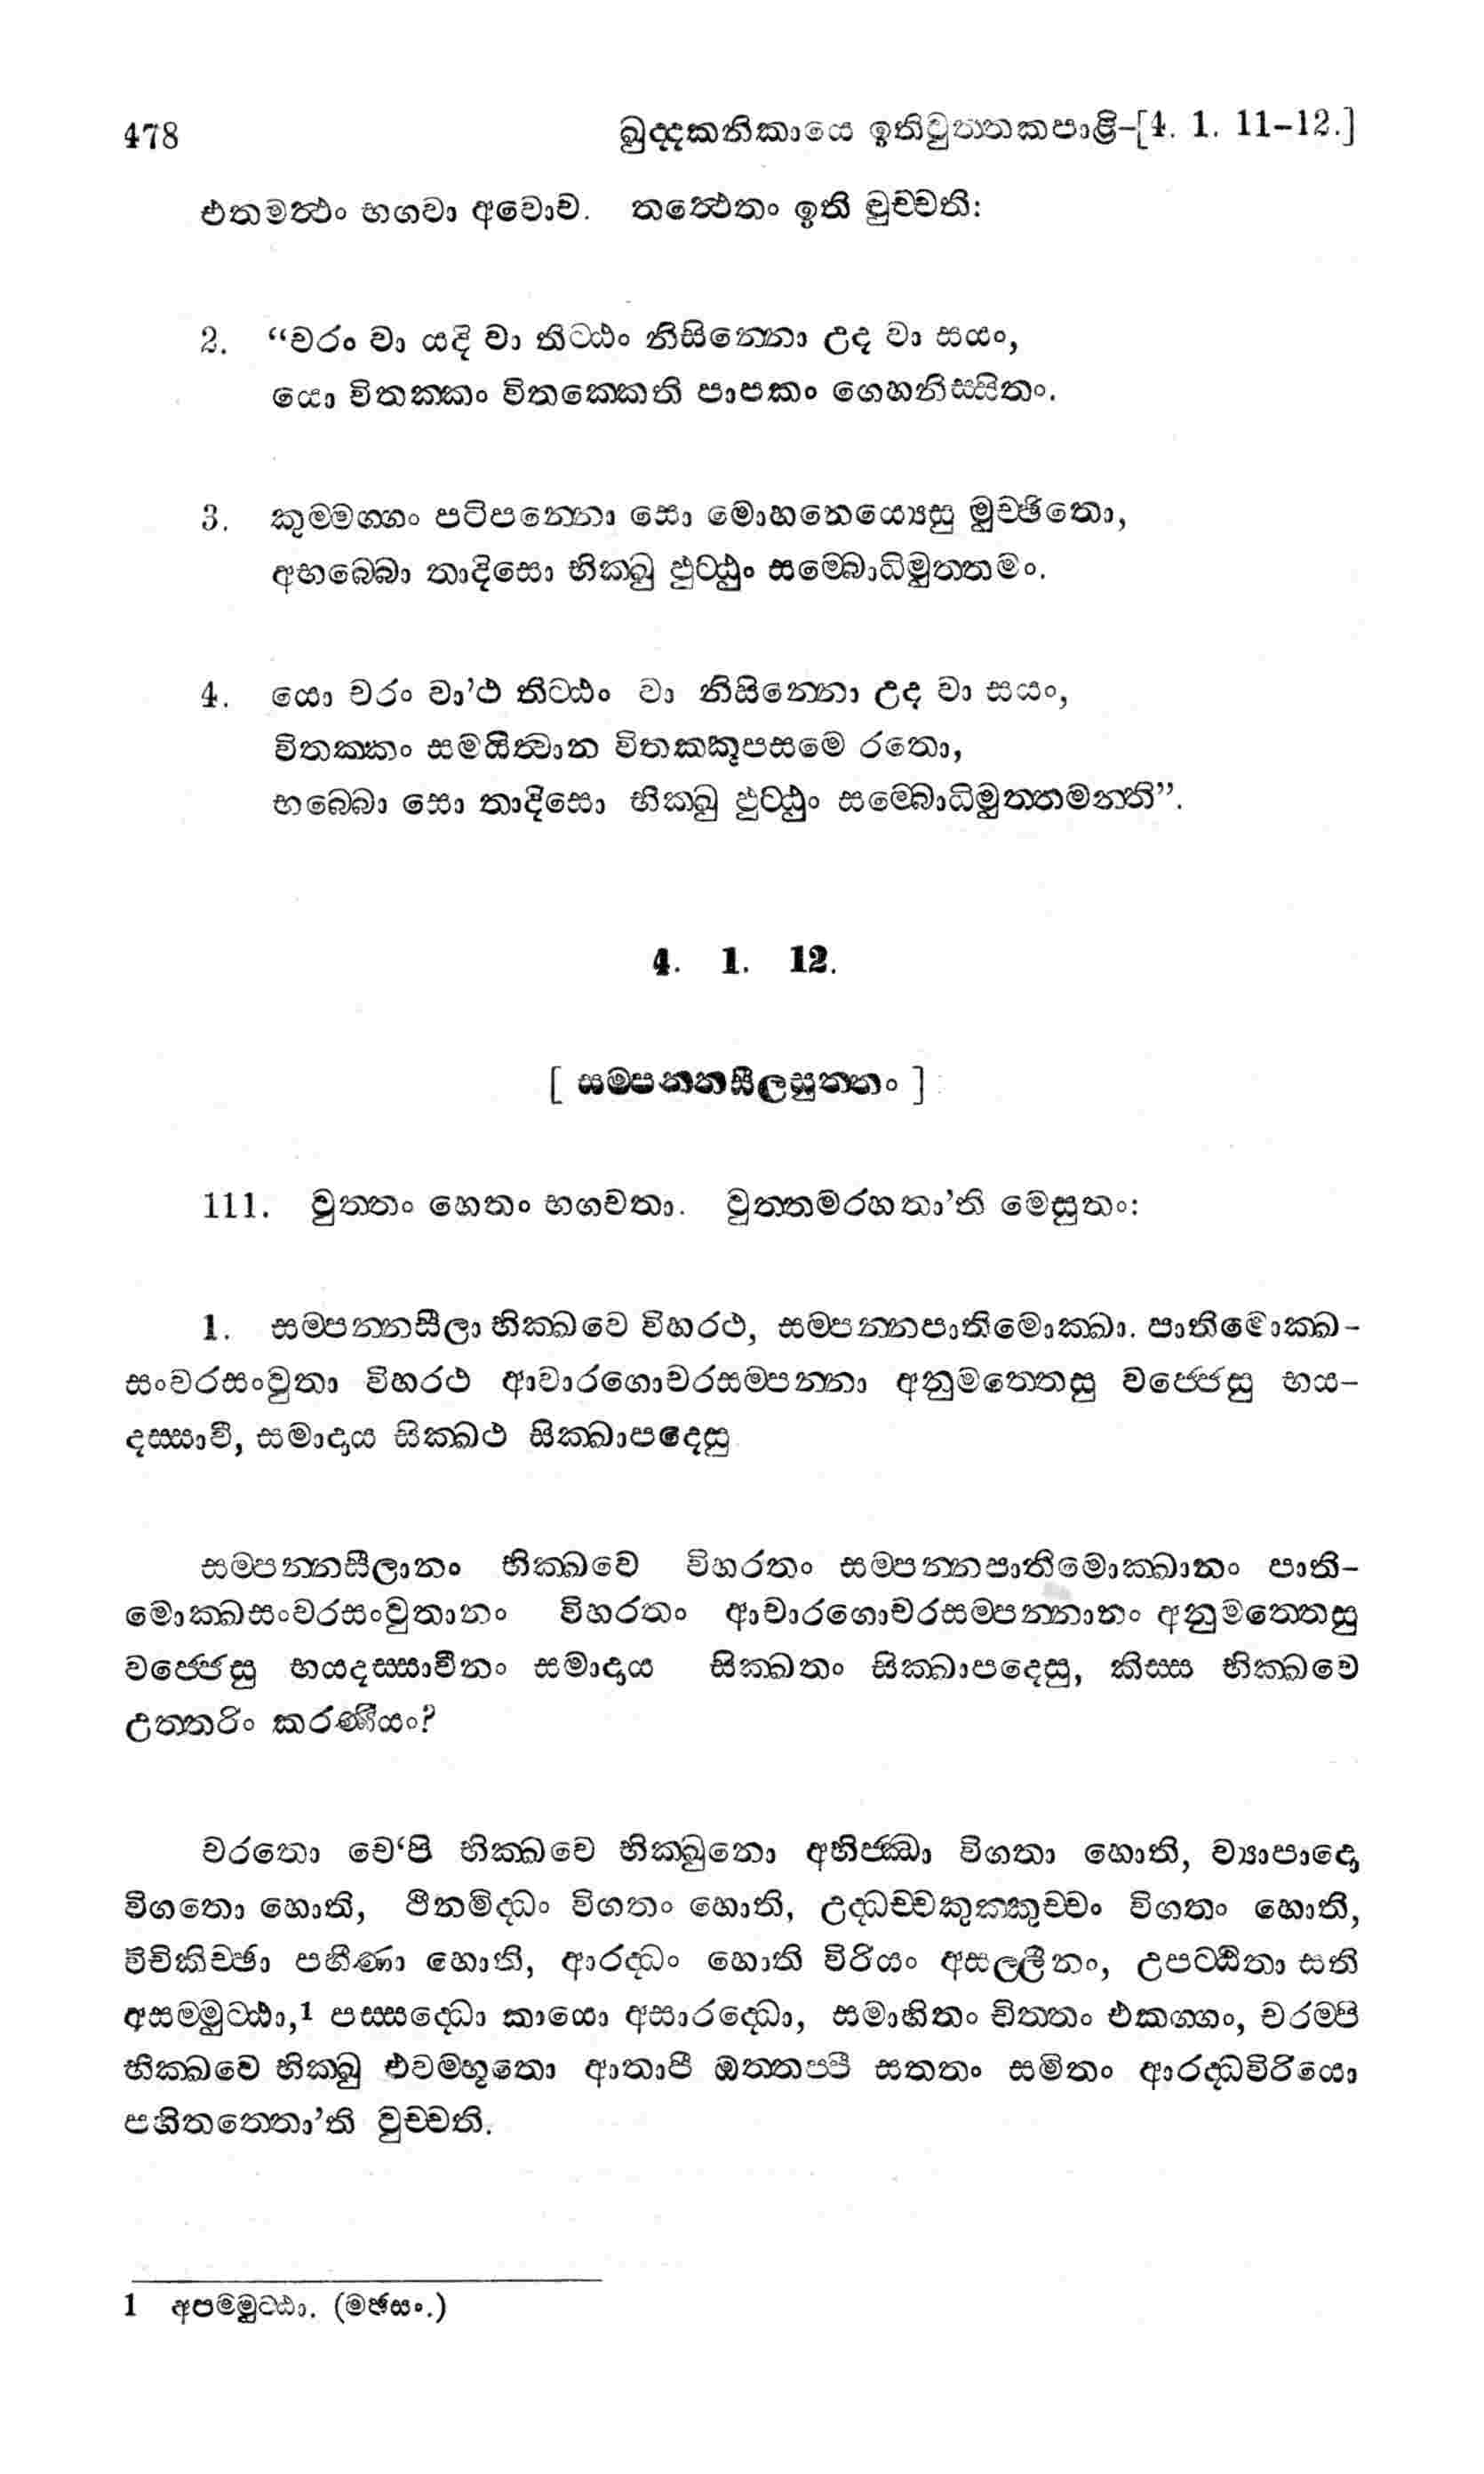 478 ඛුද්දකනිකායෙ ඉතිවුත්තකපාළි-[4. 1. 11-12.]
එතමත්ථං භගවා අවොච. තත්ථෙතං ඉති වුච්චති:
2. “චරං වා යදි වා තිට්ඨං නිසින්නො උද වා සයං,
යො විතක්කං විතක්කෙති පාපකං ගෙහනිස්සිතං.
3. කුම්මග්ගං පටිපන්නො සො මොහනෙය්‍යෙසු මුච්ඡිතො,
අභබ්බො තාදිසො භික්ඛු ඵුට්ඨුං සම්බොධිමුත්තමං.
4. යො චරං වා’ථ තිට්ඨං වා නිසින්නො උද වා සයං,
විතක්කං සමයිත්වාන විතක්කූපසමෙ රතො,
භබ්බො සො තාදිසො භික්ඛු ඵුට්ඨුං සම්බොධිමුත්තමන්ති”.
4. 1. 12.
[ සම්පන්නසීලසුත්තං ]
111. වුත්තං හෙතං භගවතා. වුත්තමරහතා’ති මෙසුතං:
1. සම්පන්නසීලා භික්ඛවෙ විහරථ, සම්පන්නපාතිමොක්ඛා. පාතිමොක්ඛ-
සංවරසංවුතා විහරථ ආචාරගොචරසම්පන්නා අනුමත්තෙසු වජ්ජෙසු භය-
දස්සාවී, සමාදාය සික්ඛථ සික්ඛාපදෙසු
සම්පන්නසීලානං භික්ඛවෙ විහරතං සම්පන්නපාතිමොක්ඛානං පාති-
මොක්ඛසංවරසංවුතානං විහරතං ආචාරගොචරසම්පන්නානං අනුමත්තෙසු
වජ්ජෙසු භයදස්සාවීනං සමාදාය සික්ඛතං සික්ඛාපදෙසු, කිස්ස භික්ඛවෙ
උත්තරිං කරණීයං?
චරතො චෙ‘පි භික්ඛවෙ භික්ඛුනො අභිජ්ඣා විගතා හොති, ව්‍යාපාදො
විගතො හොති, ථීනමිද්ධං විගතං හොති, උද්ධච්චකුක්කුච්චං විගතං හොති,
විචිකිච්ඡා පහීණා හොති, ආරද්ධං හොති විරියං අසල්ලීනං, උපට්ඨිතා සති
අසම්මුට්ඨා,1 පස්සද්ධො කායො අසාරද්ධො, සමාහිතං චිත්තං එකග්ගං, චරම්පි
භික්ඛවෙ භික්ඛු එවම්භූතො ආතාපී ඔත්තප්පී සතතං සමිතං ආරද්ධවිරියො
පහිතත්තො’ති වුච්චති.
1 අපම්මුට්ඨා. (මඡසං.)